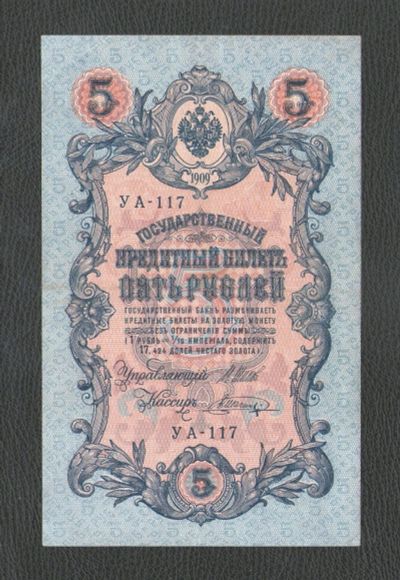 5 5
1909
УА-117
ГОСУДАРСТВЕННЫЙ
КРЕДИТНЫЙ БИЛЕТЪ
ПЯТЬ РУБЛЕЙ
ГОСУДАРСТВЕННЫЙ БАНКЪ РАЗМѢНИВАЕТЪ
КРЕДИТНЫЕ БИЛЕТЫ НА ЗОЛОТУЮ МОНЕТУ
БЕЗЪ ОГРАНИЧЕНІЯ СУММЫ
(1 РУБЛЬ = 1/15 ИМПЕРІАЛА, СОДЕРЖИТЪ
17,424 ДОЛЕЙ ЧИСТАГО ЗОЛОТА).
Управляющій
Кассиръ
УА-117
5